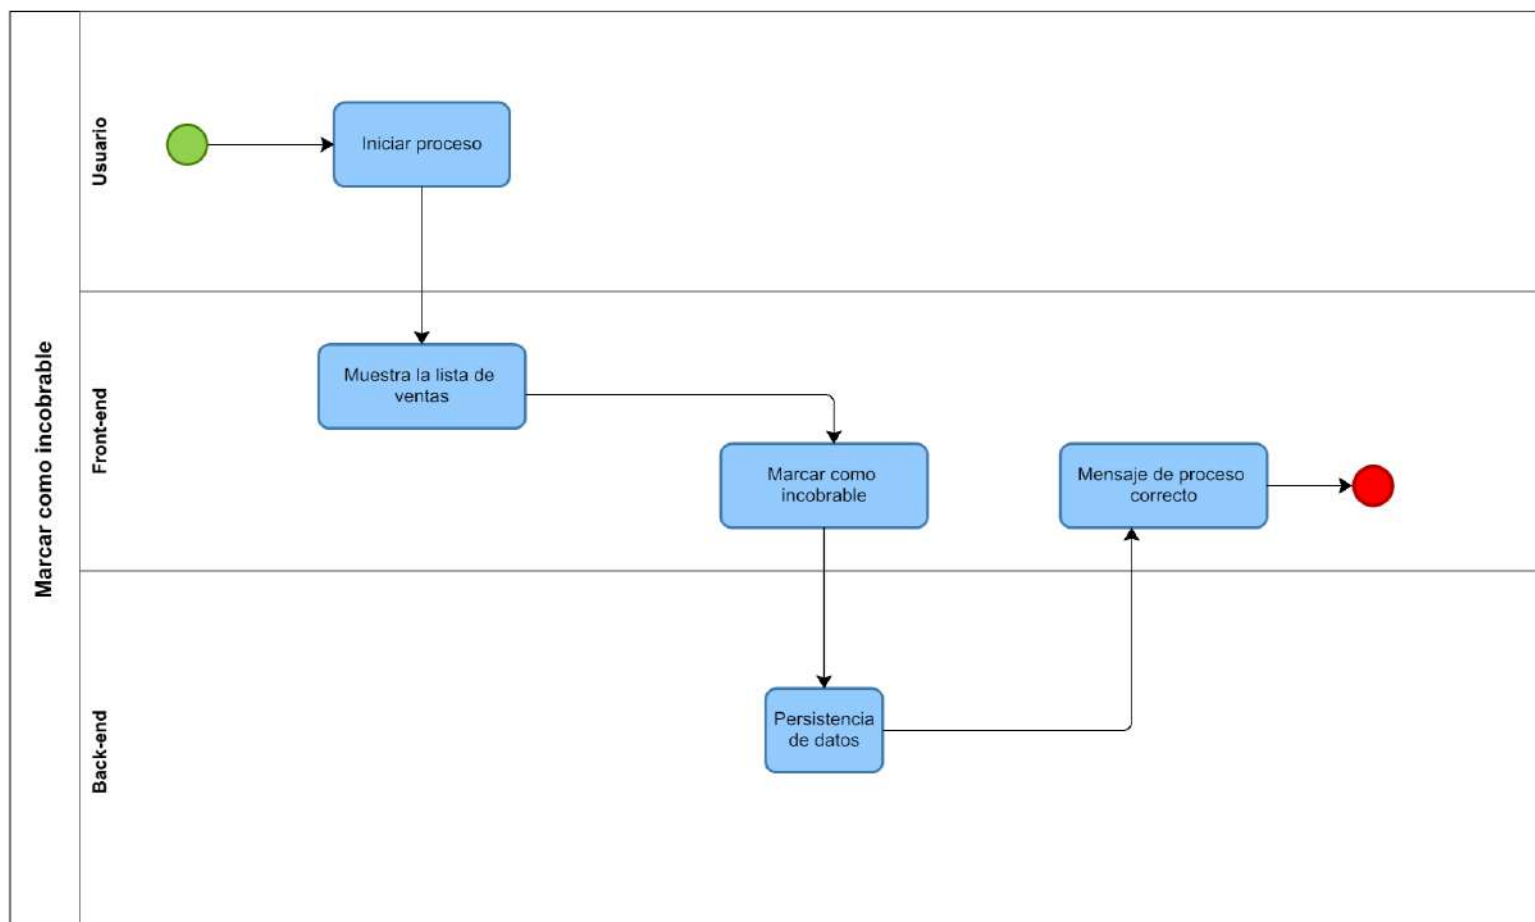 Marcar como incobrable
Usuario
Iniciar proceso
Front-end
Muestra la lista de
ventas
Marcar como
incobrable
Mensaje de proceso
correcto
Back-end
Persistencia
de datos